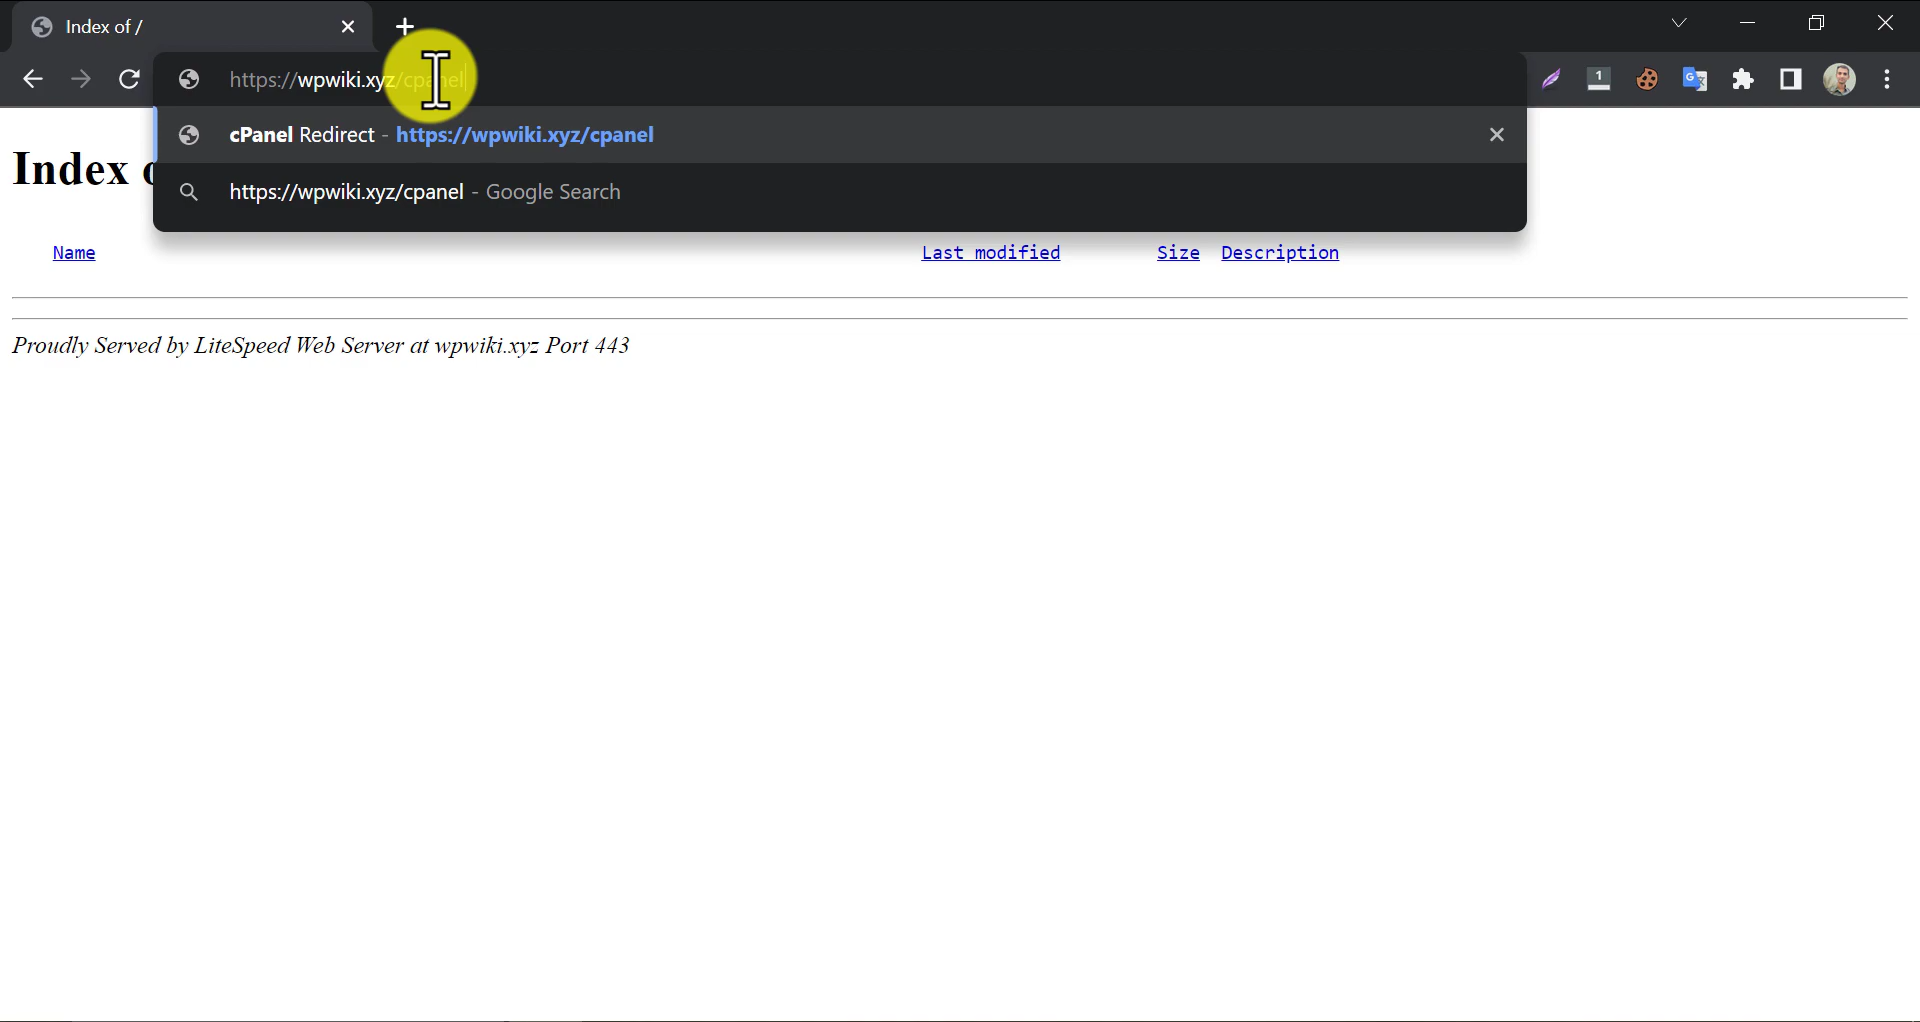 Index of /
https://wpwiki.xyz/cpanel
1
G
cPanel Redirect - https://wpwiki.xyz/cpanel
https://wpwiki.xyz/cpanel - Google Search
Index o
Name Last modified Size Description
Proudly Served by LiteSpeed Web Server at wpwiki.xyz Port 443